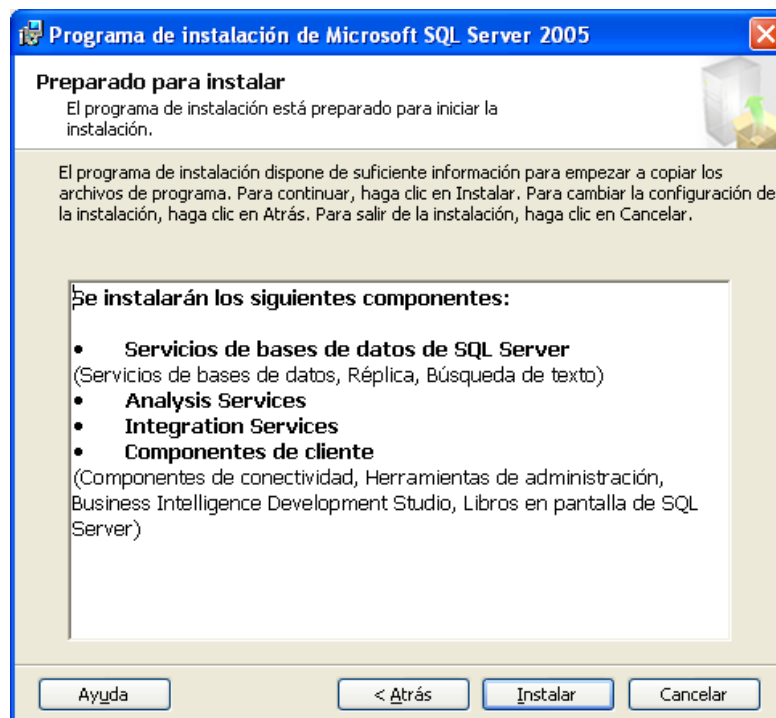 Programa de instalación de Microsoft SQL Server 2005
Preparado para instalar
El programa de instalación está preparado para iniciar la
instalación.
El programa de instalación dispone de suficiente información para empezar a copiar los
archivos de programa. Para continuar, haga clic en Instalar. Para cambiar la configuración de
la instalación, haga clic en Atrás. Para salir de la instalación, haga clic en Cancelar.
Se instalarán los siguientes componentes:
• Servicios de bases de datos de SQL Server
(Servicios de bases de datos, Réplica, Búsqueda de texto)
• Analysis Services
• Integration Services
• Componentes de cliente
(Componentes de conectividad, Herramientas de administración,
Business Intelligence Development Studio, Libros en pantalla de SQL
Server)
Ayuda
< Atrás
Instalar
Cancelar